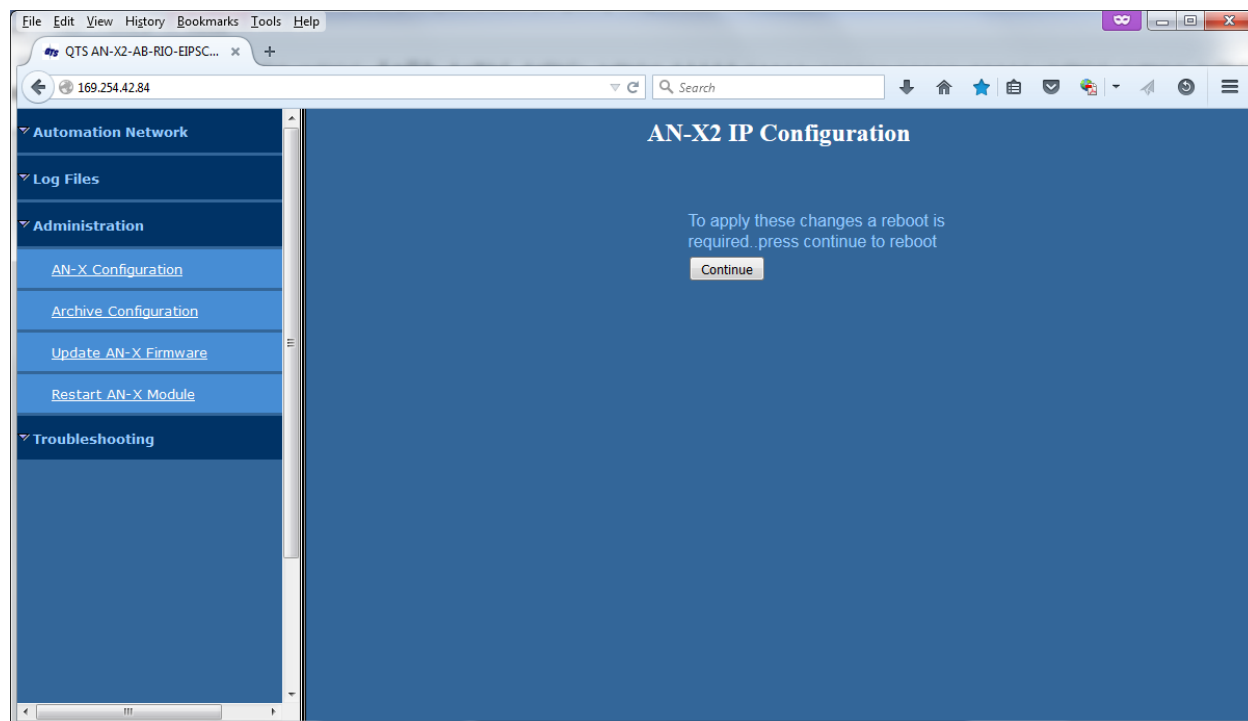 File Edit View History Bookmarks Tools Help
QTS AN-X2-AB-RIO-EIPSC...
169.254.42.84
Search
Automation Network
Log Files
Administration
AN-X Configuration
Archive Configuration
Update AN-X Firmware
Restart AN-X Module
Troubleshooting
AN-X2 IP Configuration
To apply these changes a reboot is
required..press continue to reboot
Continue